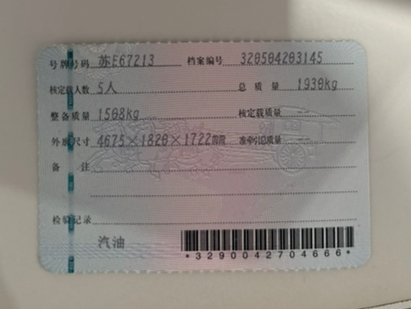 号牌号码 苏E67213 档案编号 320504203145
核定载人数 5人 总质量 1930kg
整备质量 1508kg 核定载质量 --
外廓尺寸 4675×1820×1722mm 准牵引总质量 --
备注
检验记录
汽油
*3290042704666*